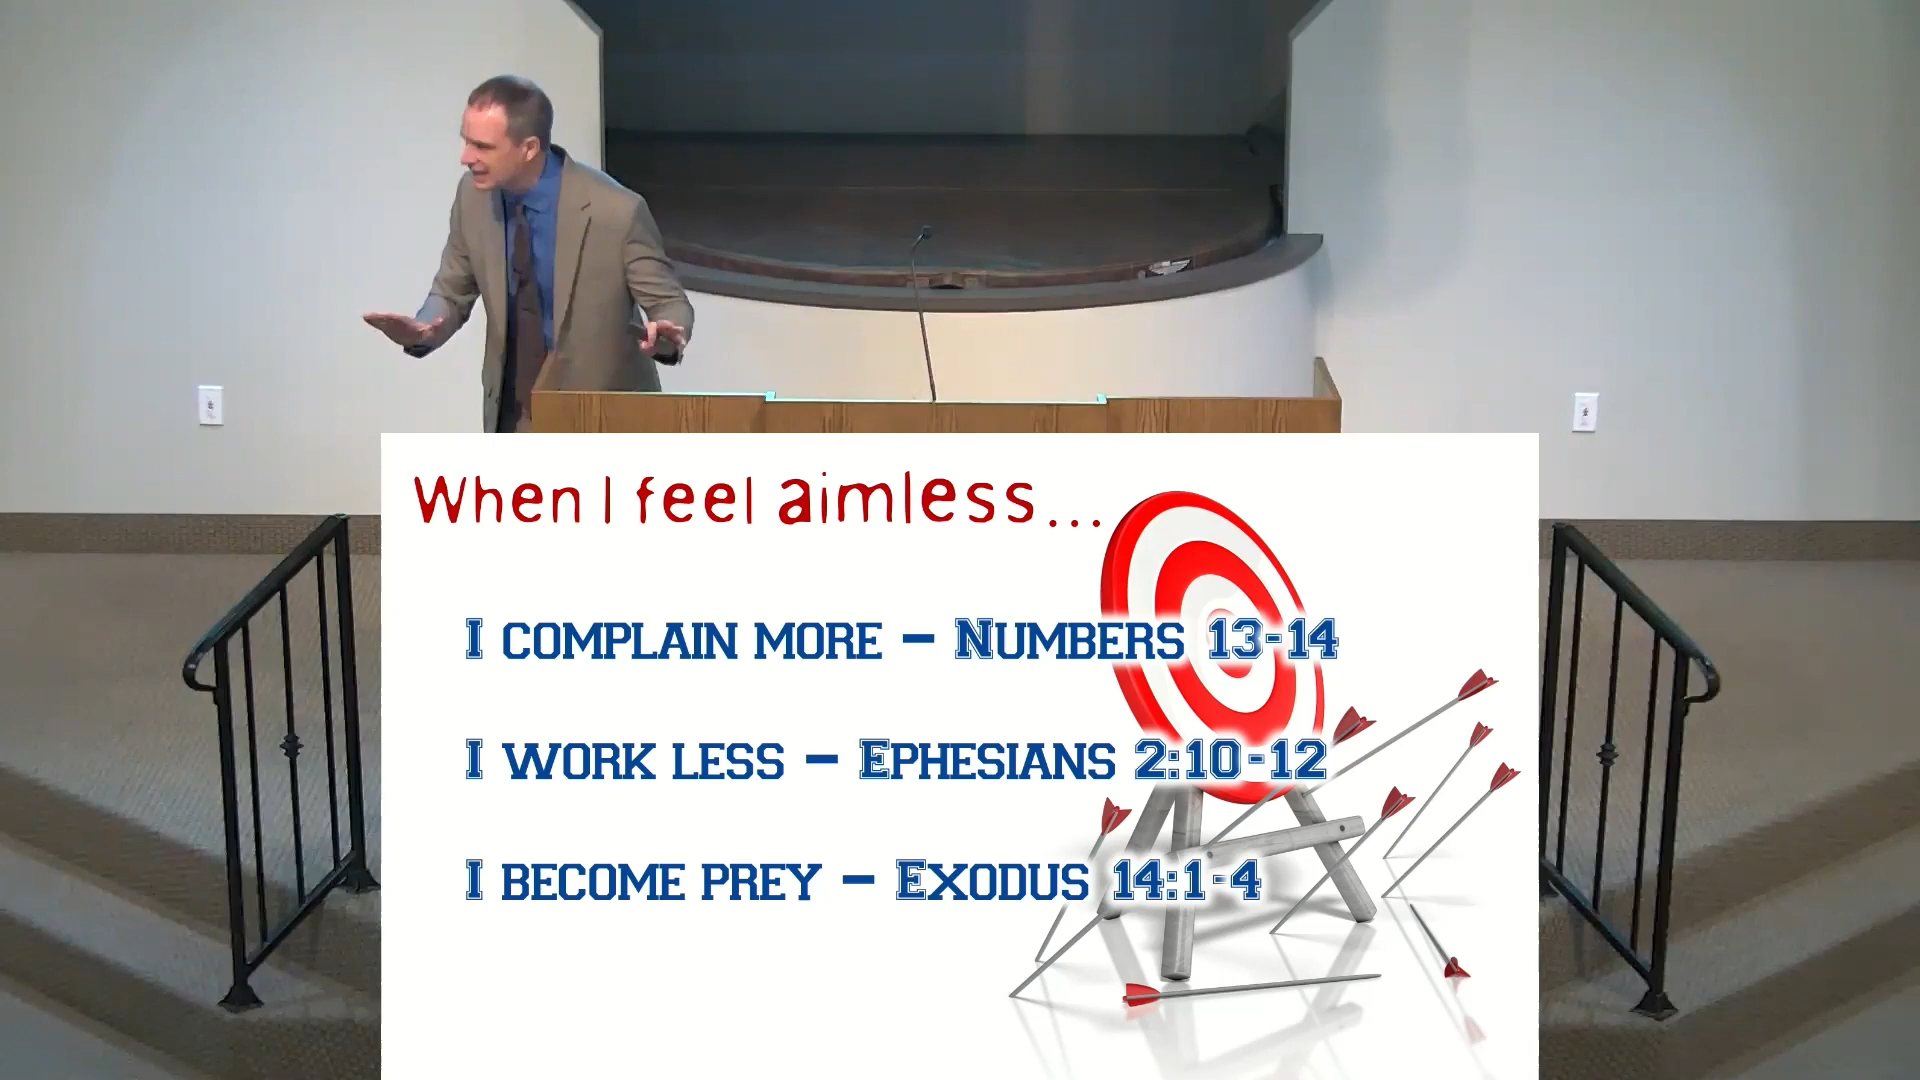 When I feel aimless...
I complain more – Numbers 13-14
I work less – Ephesians 2:10-12
I become prey – Exodus 14:1-4